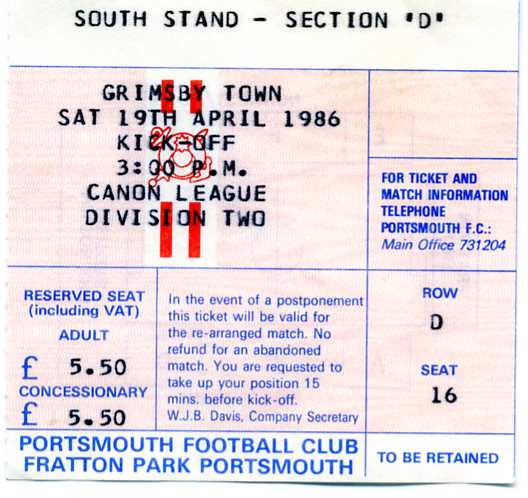 SOUTH STAND - SECTION "D"
GRIMSBY TOWN
SAT 19TH APRIL 1986
KICK-OFF
3:00 P.M.
CANON LEAGUE
DIVISION TWO
FOR TICKET AND
MATCH INFORMATION
TELEPHONE
PORTSMOUTH F.C.:
Main Office 731204
RESERVED SEAT
(including VAT)
ADULT
£ 5.50
CONCESSIONARY
£ 5.50
In the event of a postponement
this ticket will be valid for
the re-arranged match. No
refund for an abandoned
match. You are requested to
take up your position 15
mins. before kick-off.
W.J.B. Davis, Company Secretary
ROW
D
SEAT
16
PORTSMOUTH FOOTBALL CLUB
FRATTON PARK PORTSMOUTH
TO BE RETAINED